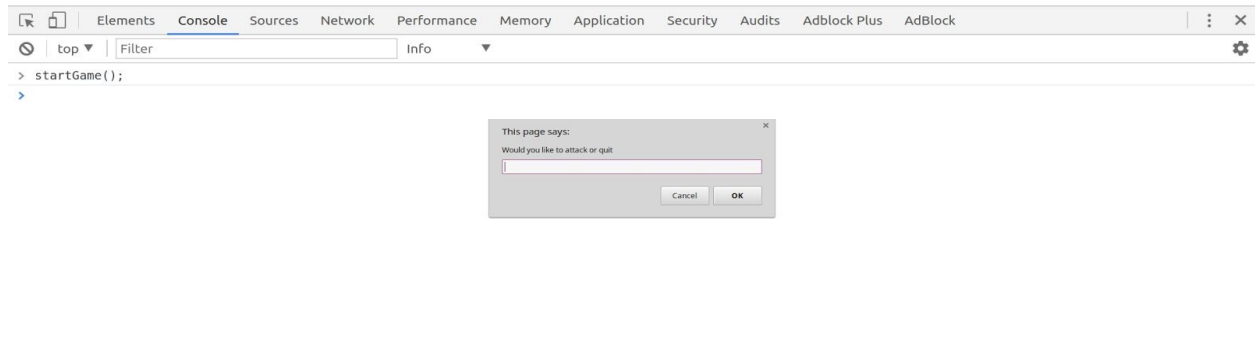 Elements Console Sources Network Performance Memory Application Security Audits Adblock Plus AdBlock
top Filter Info
> startGame();
>
This page says:
Would you like to attack or quit
Cancel OK